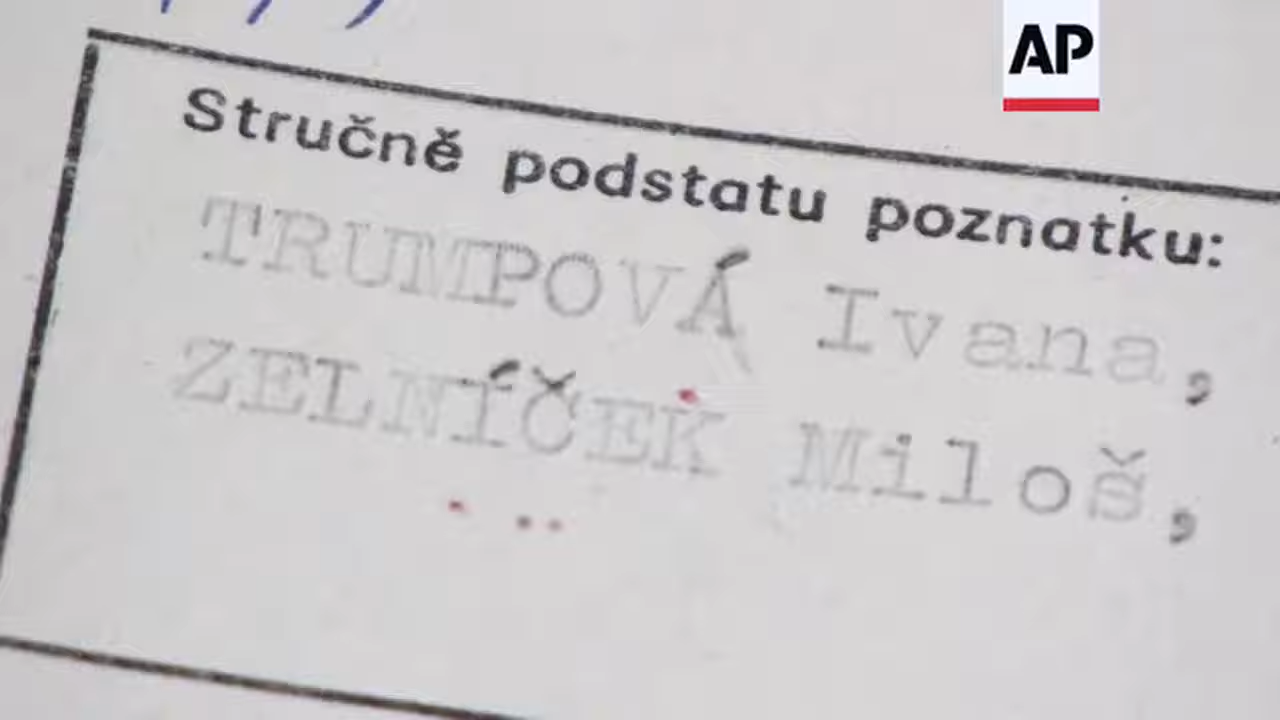 AP
Stručně podstatu poznatku:
TRUMPOVÁ Ivana,
ZELNÍČEK Miloš,